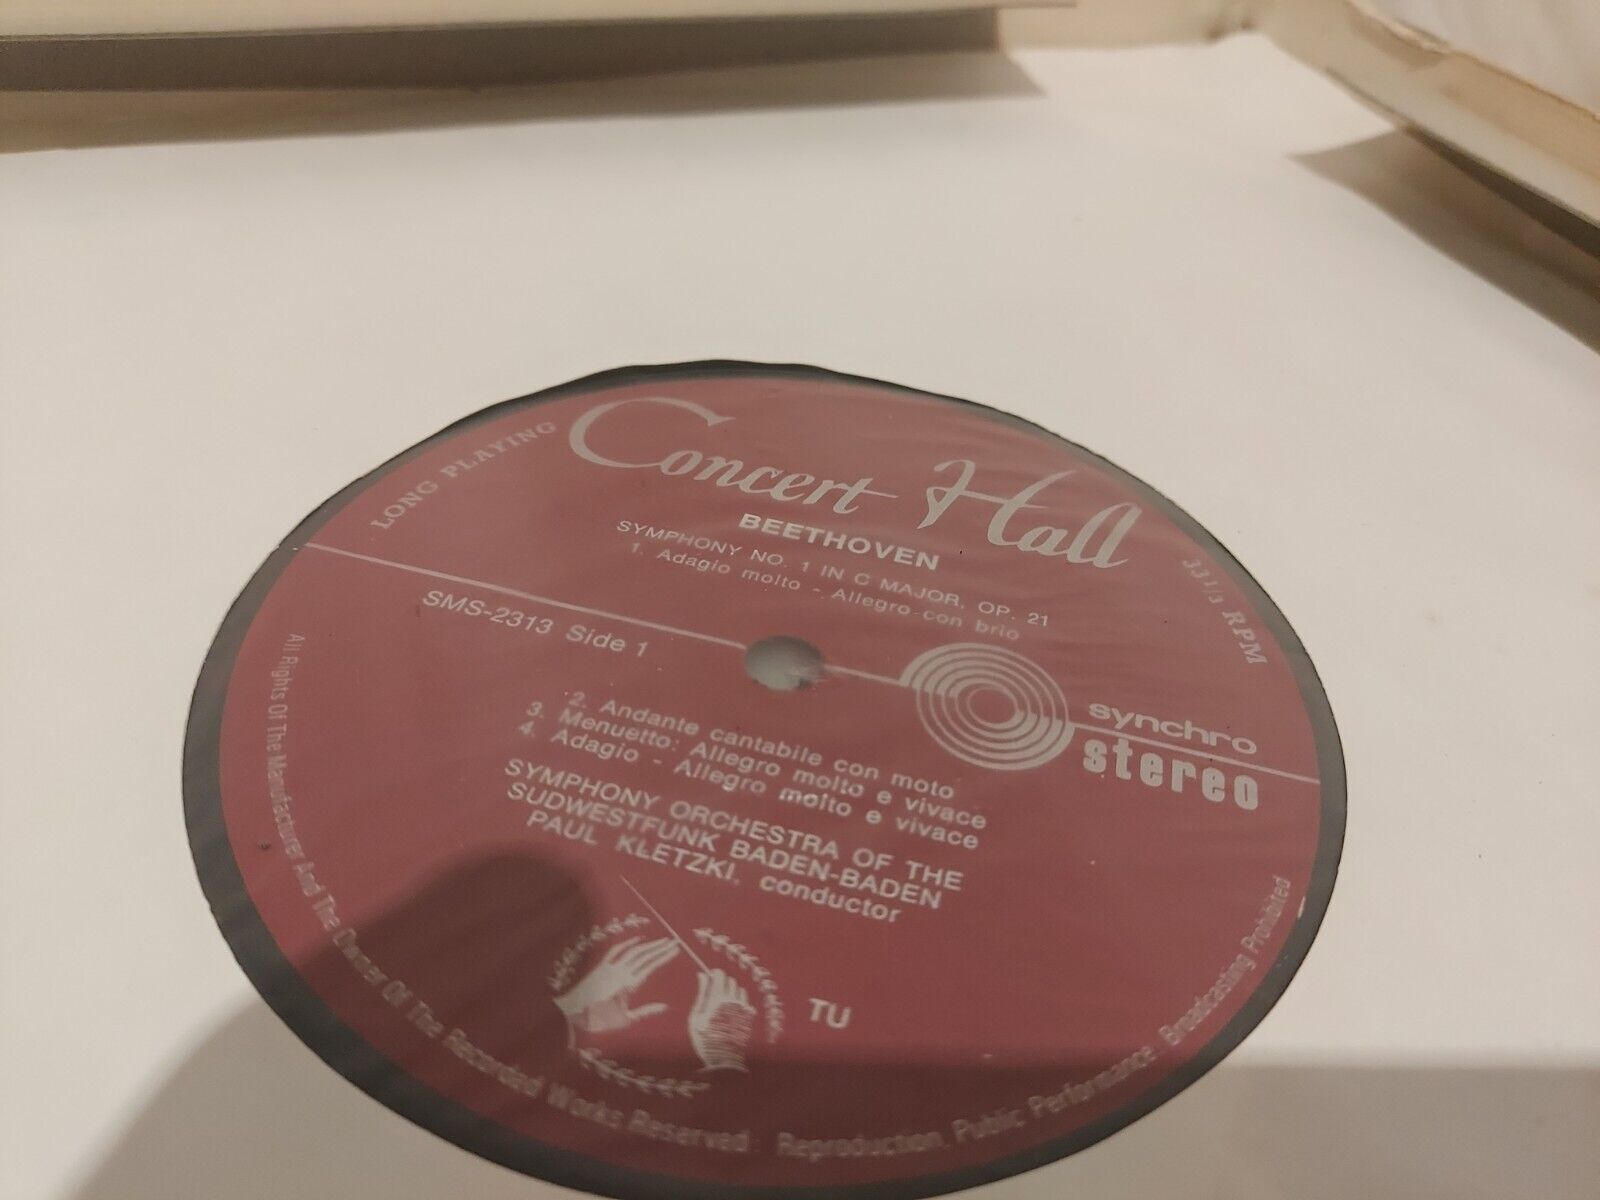 LONG PLAYING
Concert Hall
33 1/3 RPM
BEETHOVEN
SYMPHONY NO. 1 IN C MAJOR, OP. 21
1. Adagio molto - Allegro con brio
SMS-2313 Side 1
synchro
stereo
2. Andante cantabile con moto
3. Menuetto: Allegro molto e vivace
4. Adagio - Allegro molto e vivace
SYMPHONY ORCHESTRA OF THE
SUDWESTFUNK BADEN-BADEN
PAUL KLETZKI, conductor
TU
All Rights Of The Manufacturer And The Owner Of The Recorded Works Reserved . Reproduction, Public Performance, Broadcasting Prohibited